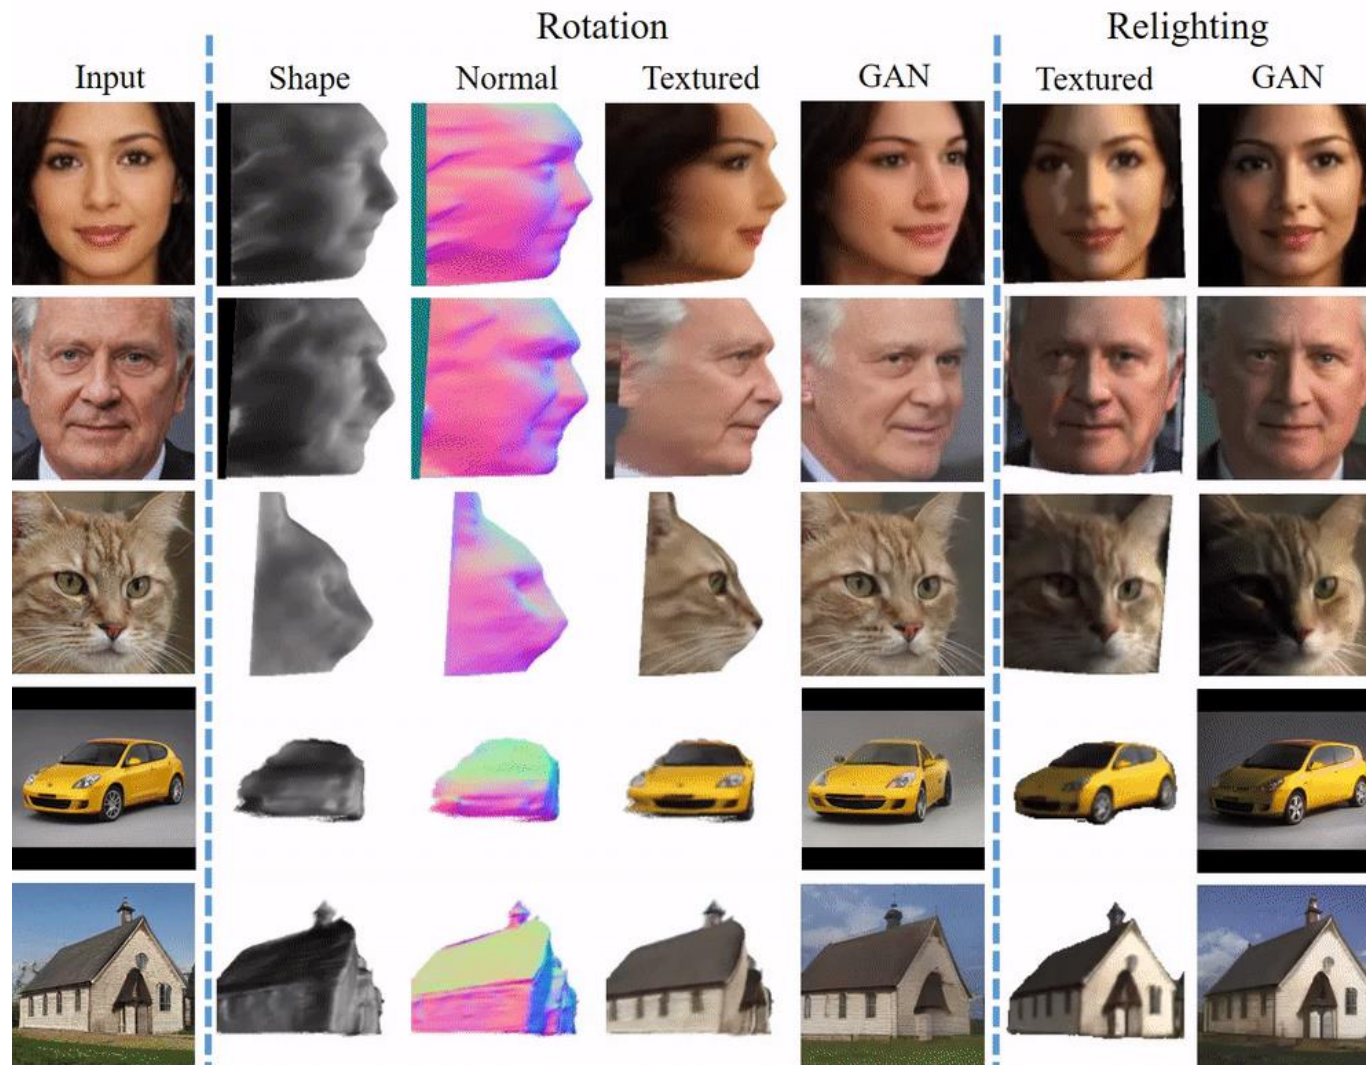 Rotation
Relighting
Input
Shape
Normal
Textured
GAN
Textured
GAN